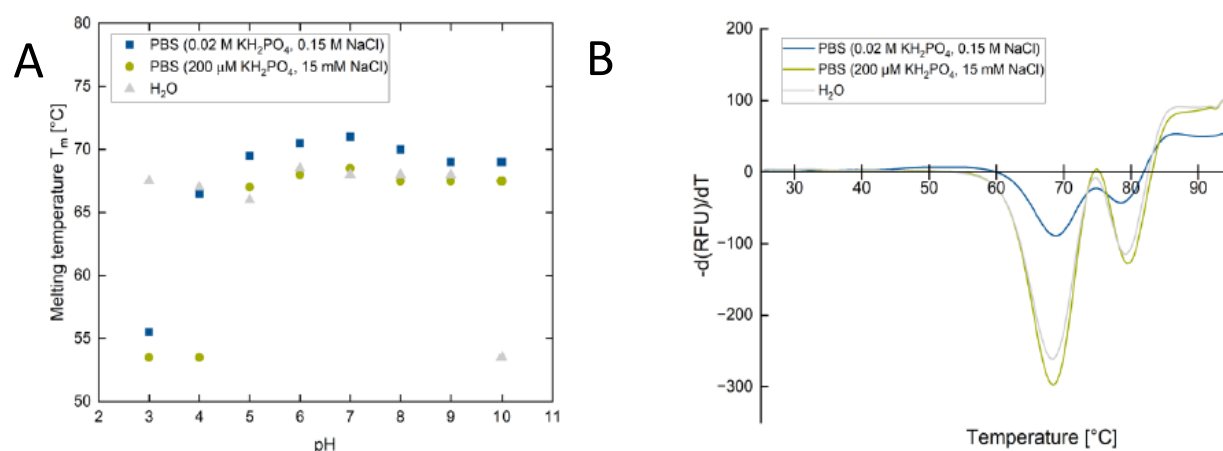 A
Melting temperature Tₘ [°C]
80
75
70
65
60
55
50
PBS (0.02 M KH₂PO₄, 0.15 M NaCl)
PBS (200 μM KH₂PO₄, 15 mM NaCl)
H₂O
2 3 4 5 6 7 8 9 10 11
pH
B
-d(RFU)/dT
200
100
0
−100
−200
−300
PBS (0.02 M KH₂PO₄, 0.15 M NaCl)
PBS (200 μM KH₂PO₄, 15 mM NaCl)
H₂O
30 40 50 60 70 80 90
Temperature [°C]